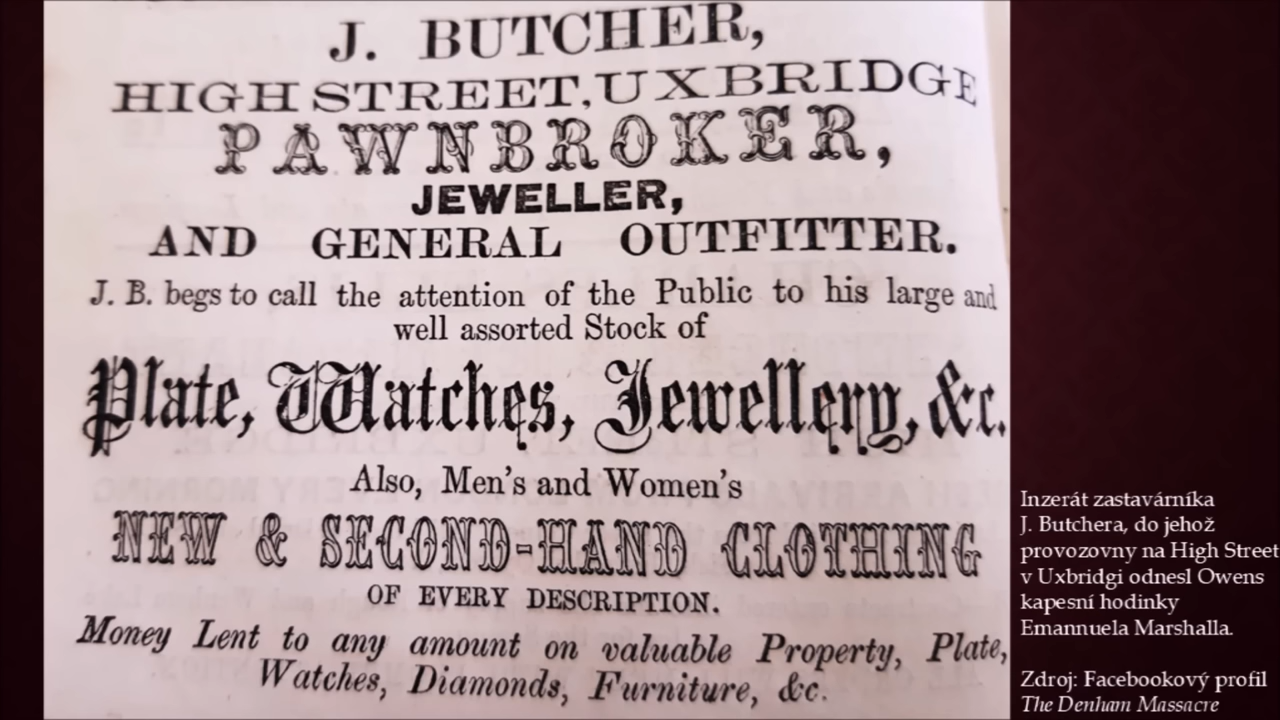 J. BUTCHER,
HIGH STREET, UXBRIDGE
PAWNBROKER,
JEWELLER,
AND GENERAL OUTFITTER.
J. B. begs to call the attention of the Public to his large and
well assorted Stock of
Plate, Watches, Jewellery, &c.
Also, Men's and Women's
NEW & SECOND-HAND CLOTHING
OF EVERY DESCRIPTION.
Money Lent to any amount on valuable Property, Plate,
Watches, Diamonds, Furniture, &c.
Inzerát zastavárníka
J. Butchera, do jehož
provozovny na High Street
v Uxbridgi odnesl Owens
kapesní hodinky
Emannuela Marshalla.
Zdroj: Facebookový profil
The Denham Massacre